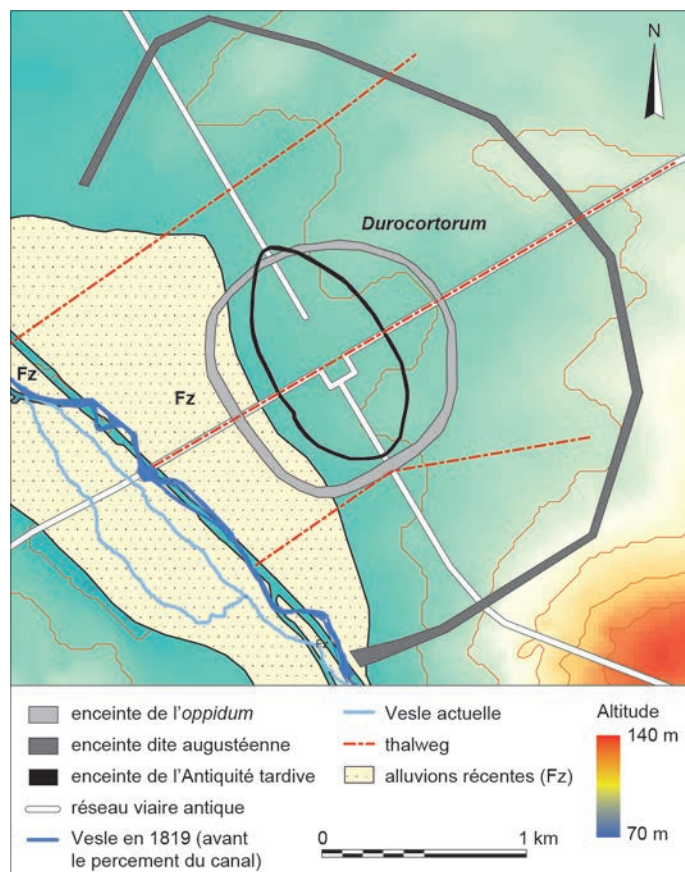 N
Durocortorum
Fz
Fz
Fz
enceinte de l'oppidum
enceinte dite augustéenne
enceinte de l'Antiquité tardive
réseau viaire antique
Vesle en 1819 (avant
le percement du canal)
Vesle actuelle
thalweg
alluvions récentes (Fz)
0 1 km
Altitude
140 m
70 m